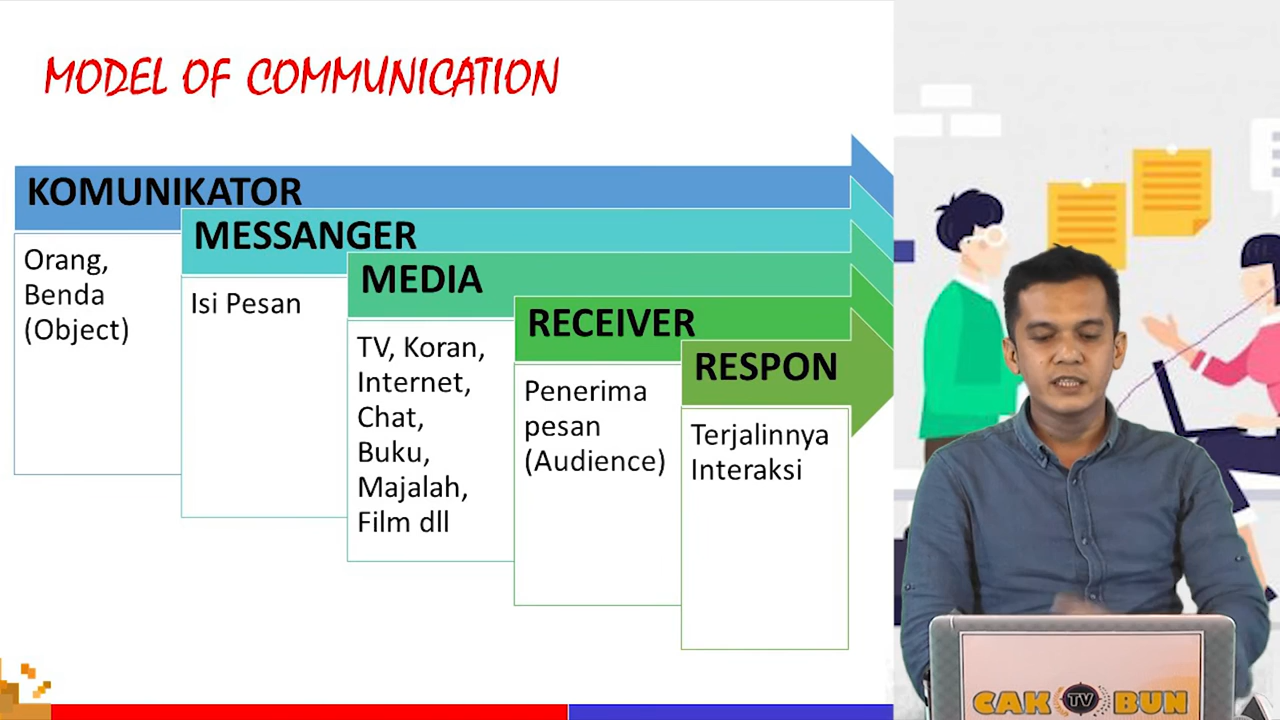 MODEL OF COMMUNICATION
KOMUNIKATOR
Orang,
Benda
(Object)
MESSANGER
Isi Pesan
MEDIA
TV, Koran,
Internet,
Chat,
Buku,
Majalah,
Film dll
RECEIVER
Penerima
pesan
(Audience)
RESPON
Terjalinnya
Interaksi
CAK TV BUN